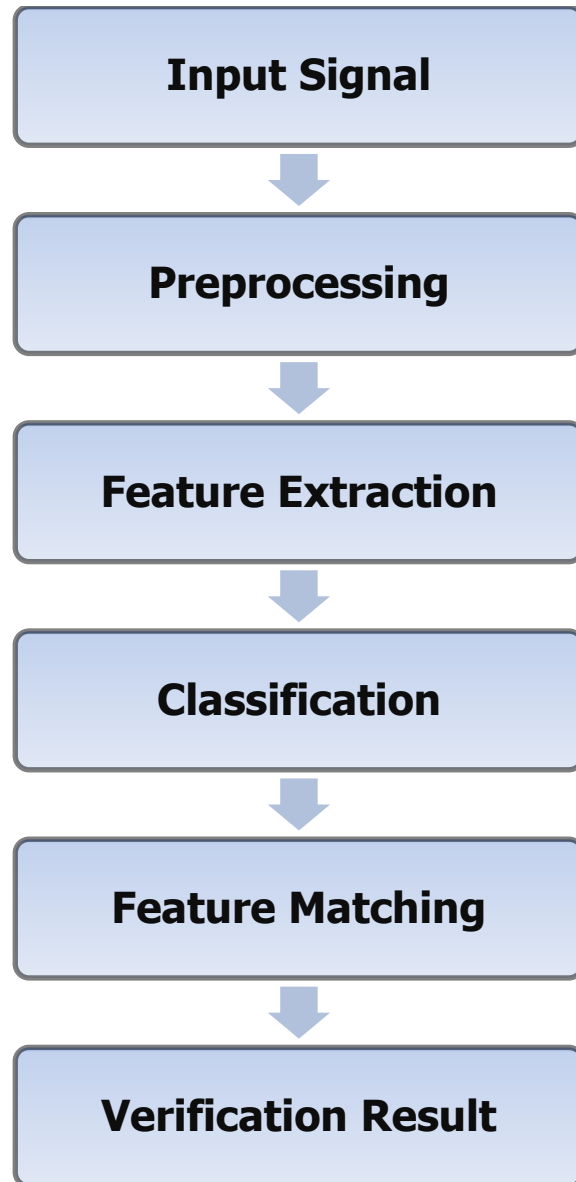 Input Signal
Preprocessing
Feature Extraction
Classification
Feature Matching
Verification Result